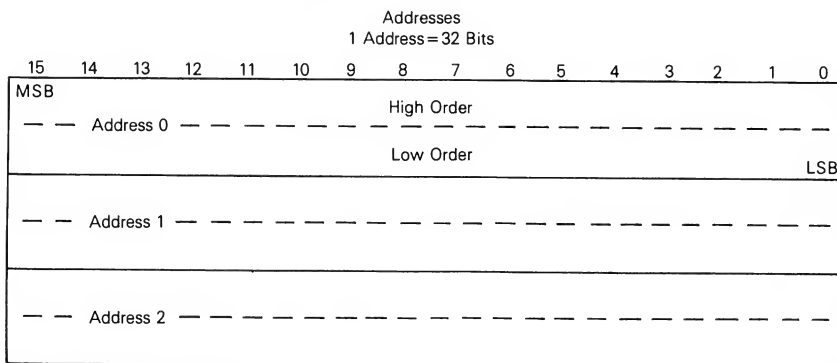 Addresses
1 Address=32 Bits
15 14 13 12 11 10 9 8 7 6 5 4 3 2 1 0
MSB
High Order
Address 0
Low Order
LSB
Address 1
Address 2